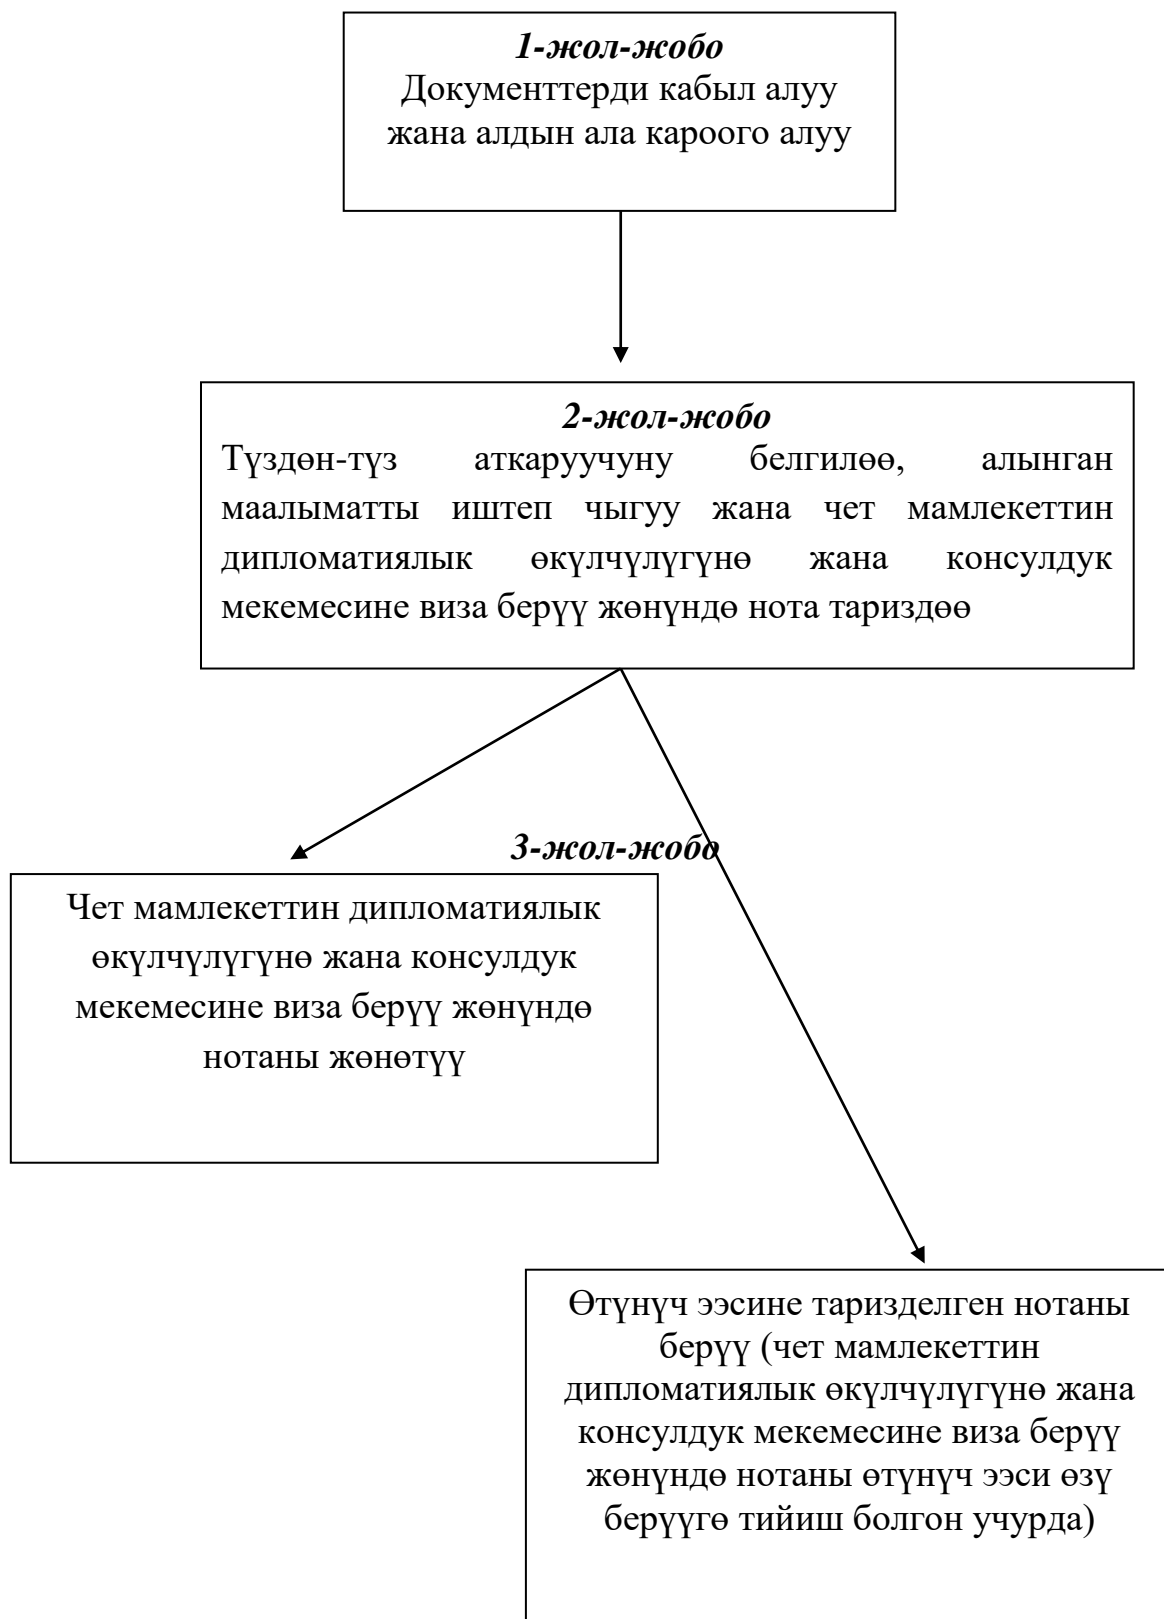 1-жол-жобо
Документтерди кабыл алуу
жана алдын ала кароого алуу
2-жол-жобо
Түздөн-түз аткаруучуну белгилөө, алынган
маалыматты иштеп чыгуу жана чет мамлекеттин
дипломатиялык өкүлчүлүгүнө жана консулдук
мекемесине виза берүү жөнүндө нота тариздөө
3-жол-жобо
Чет мамлекеттин дипломатиялык
өкүлчүлүгүнө жана консулдук
мекемесине виза берүү жөнүндө
нотаны жөнөтүү
Өтүнүч ээсине таризделген нотаны
берүү (чет мамлекеттин
дипломатиялык өкүлчүлүгүнө жана
консулдук мекемесине виза берүү
жөнүндө нотаны өтүнүч ээси өзү
берүүгө тийиш болгон учурда)